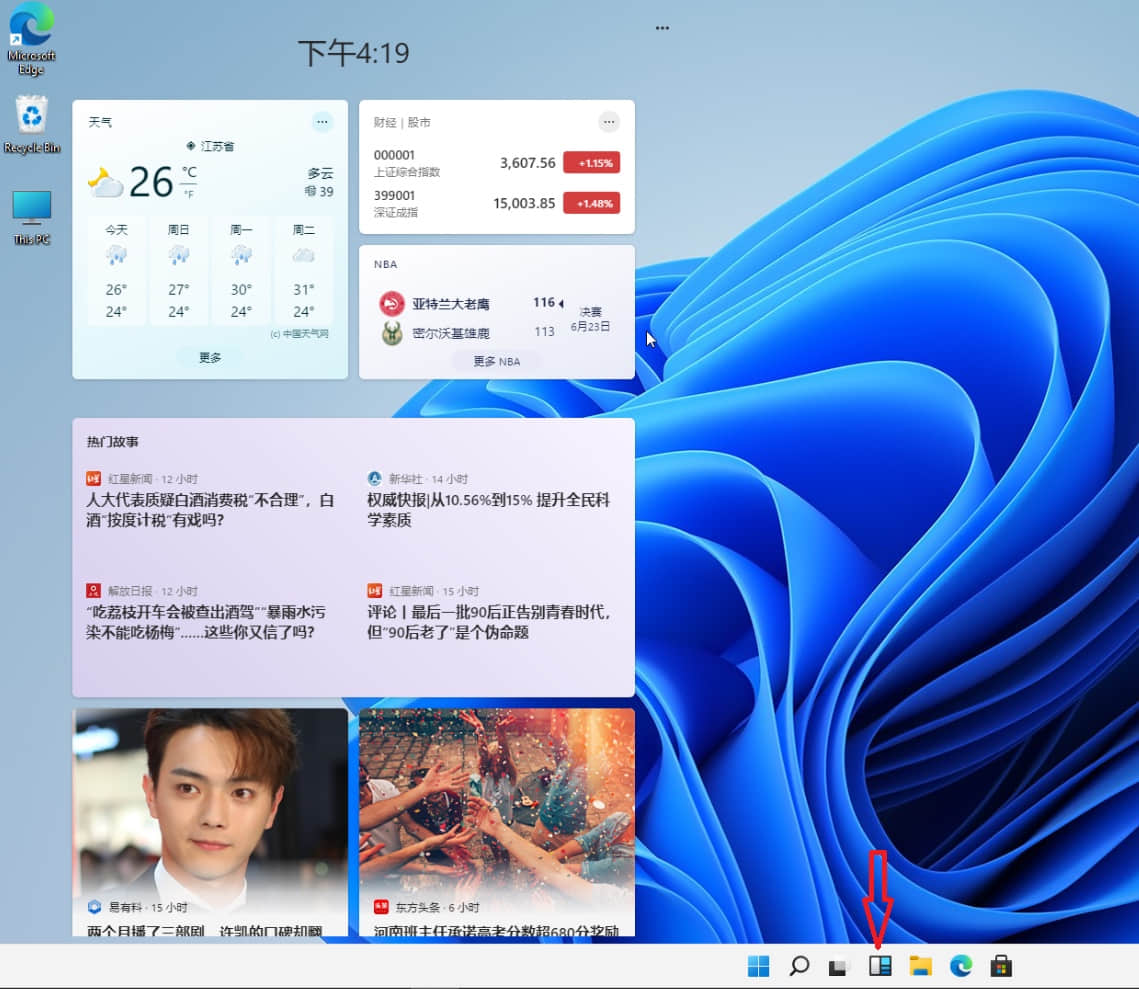 Microsoft
Edge
Recycle Bin
This PC
下午4:19
天气
江苏省
26 °C
°F
多云
39
今天 周日 周一 周二
26° 27° 30° 31°
24° 24° 24° 24°
(c) 中国天气网
更多
财经 | 股市
000001
上证综合指数
3,607.56 +1.15%
399001
深证成指
15,003.85 +1.48%
NBA
亚特兰大老鹰 116
密尔沃基雄鹿 113
决赛
6月23日
更多 NBA
热门故事
红星新闻 · 12 小时
人大代表质疑白酒消费税“不合理”，白
酒“按度计税”有戏吗？
新华社 · 14 小时
权威快报|从10.56%到15% 提升全民科
学素质
解放日报 · 12 小时
“吃荔枝开车会被查出酒驾”“暴雨水污
染不能吃杨梅”……这些你又信了吗？
红星新闻 · 15 小时
评论丨最后一批90后正告别青春时代，
但“90后老了”是个伪命题
易有料 · 15 小时
两个月播了三部剧，许凯的口碑却翻
头条
东方头条 · 6 小时
河南班主任承诺高考分数超680分奖励